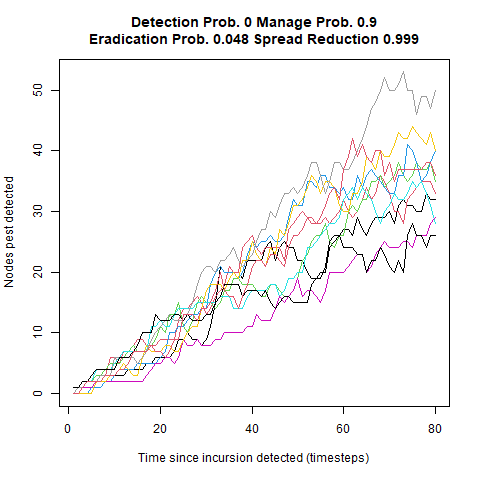 Detection Prob. 0 Manage Prob. 0.9
Eradication Prob. 0.048 Spread Reduction 0.999
Nodes pest detected
50
40
30
20
10
0
0 20 40 60 80
Time since incursion detected (timesteps)